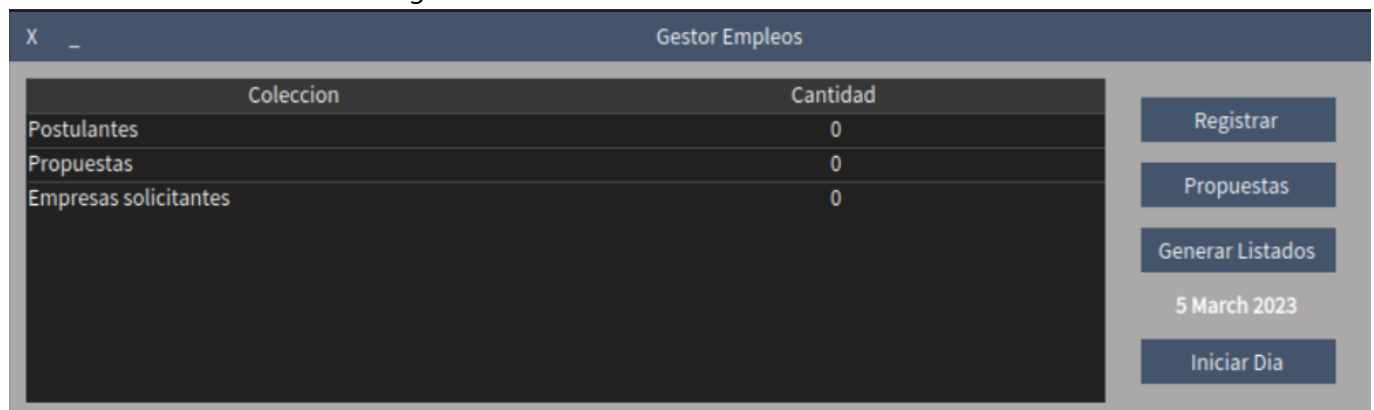 X _ Gestor Empleos
Coleccion Cantidad
Postulantes 0
Propuestas 0
Empresas solicitantes 0
Registrar
Propuestas
Generar Listados
5 March 2023
Iniciar Dia